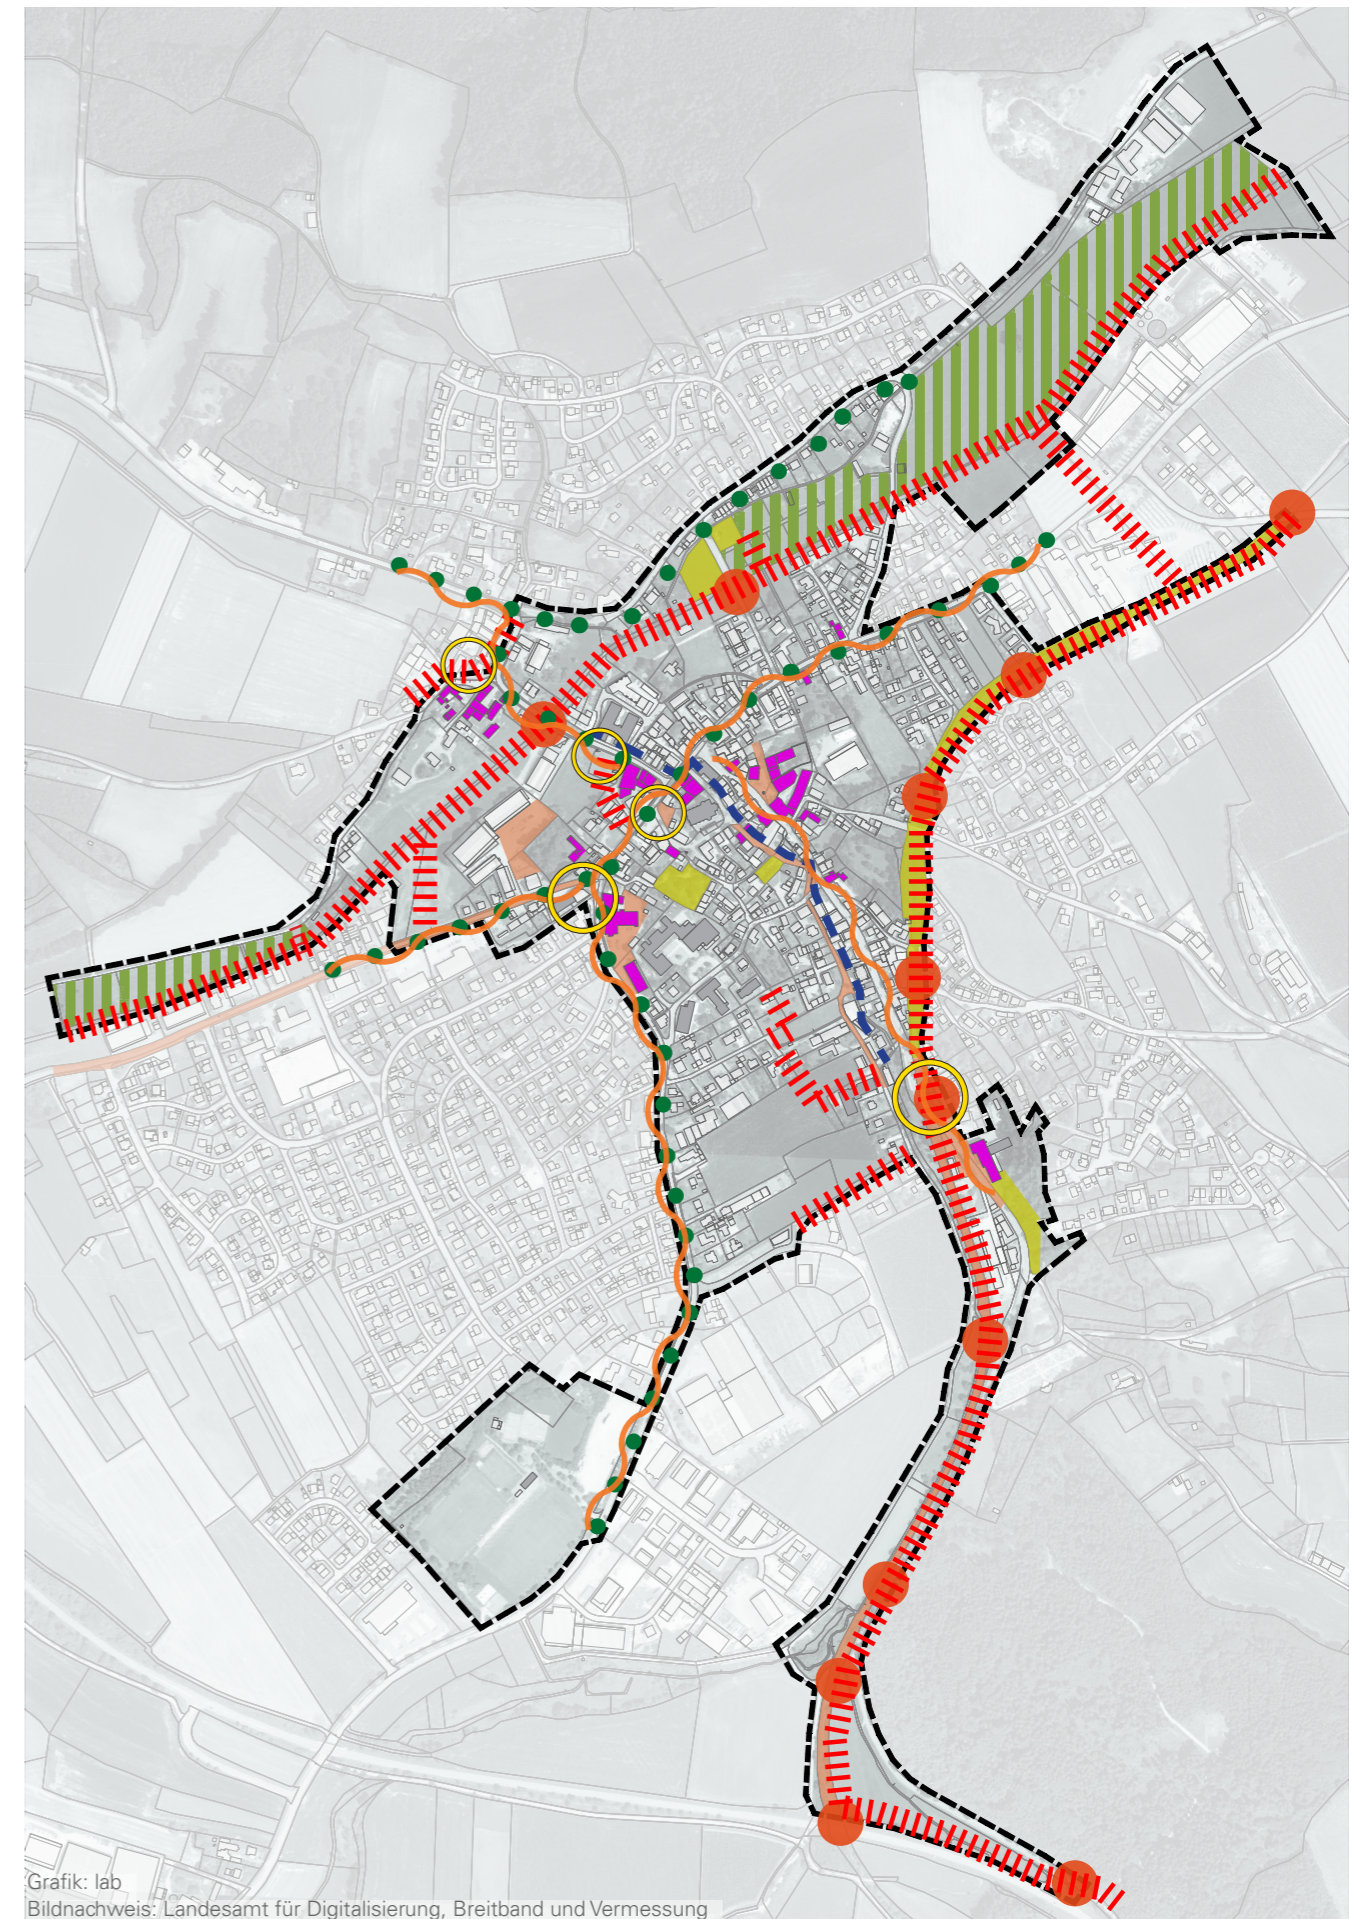 Grafik: lab
Bildnachweis: Landesamt für Digitalisierung, Breitband und Vermessung